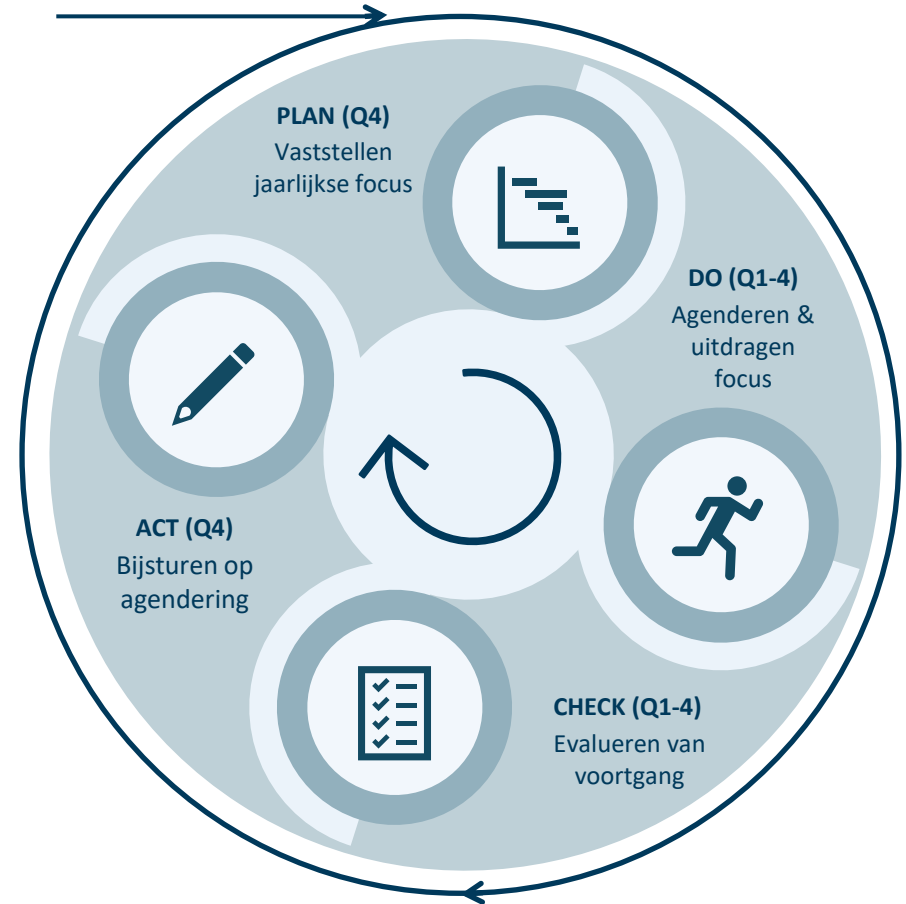 PLAN (Q4)
Vaststellen
jaarlijkse focus
DO (Q1-4)
Agenderen &
uitdragen
focus
CHECK (Q1-4)
Evalueren van
voortgang
ACT (Q4)
Bijsturen op
agendering